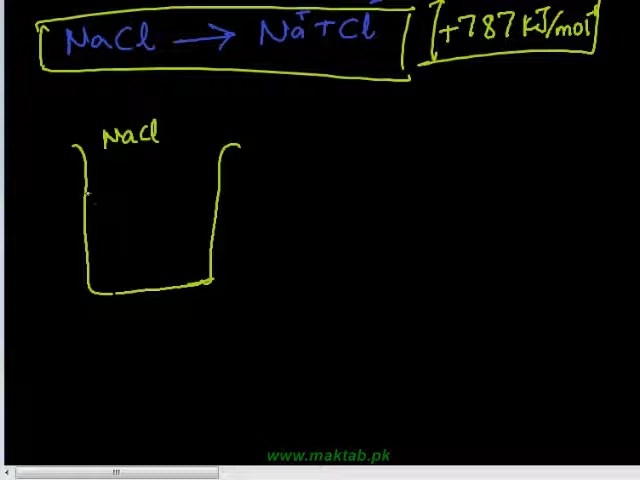 NaCl → Na⁺ + Cl [+787 KJ/mol]
NaCl
www.maktab.pk